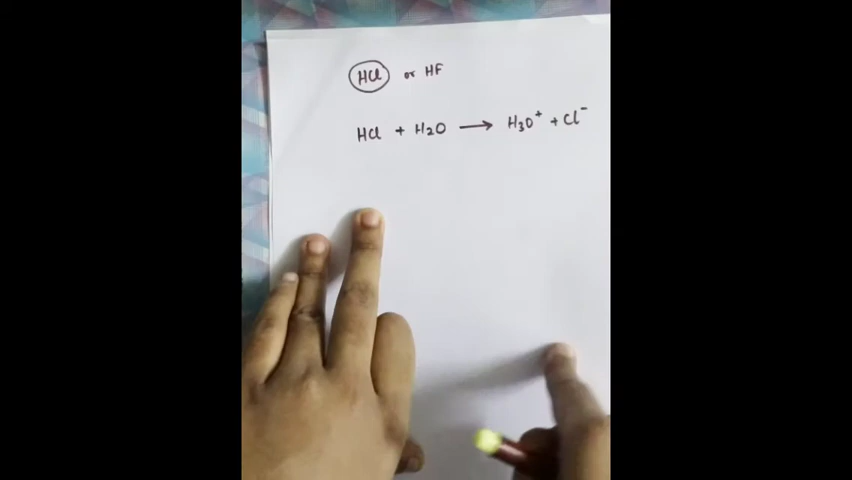 HCl or HF
HCl + H₂O ⟶ H₃O⁺ + Cl⁻